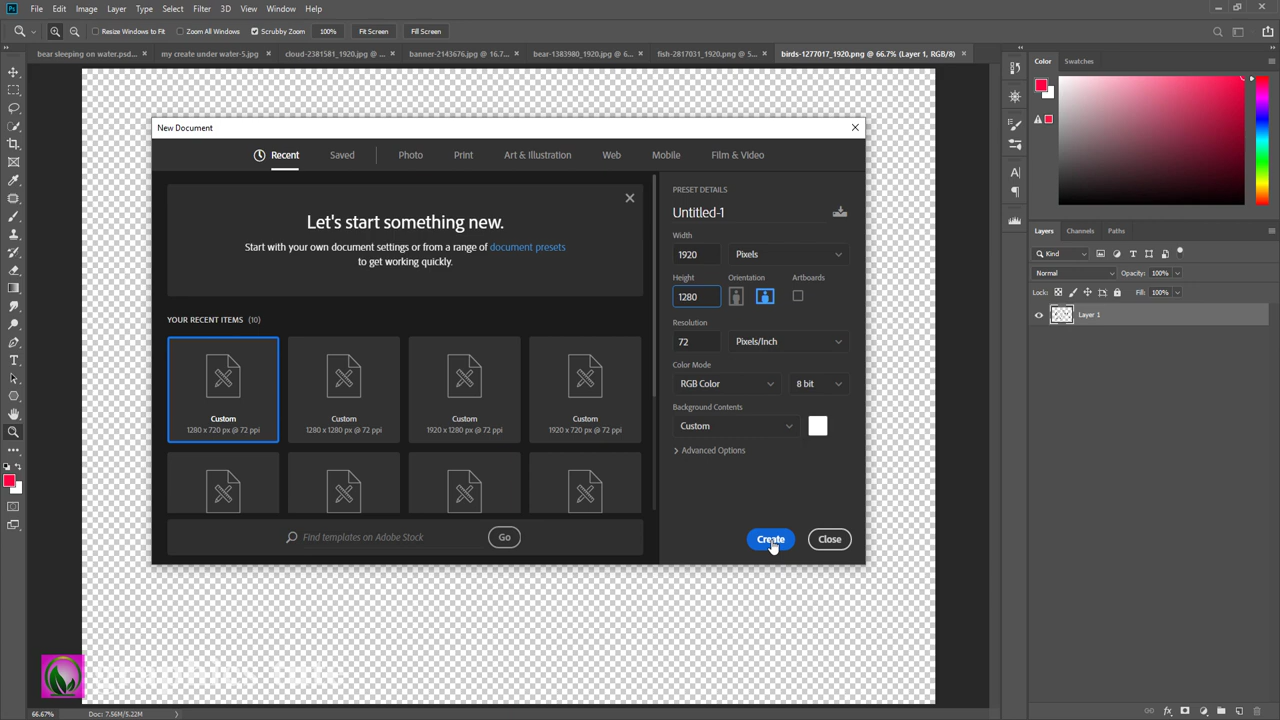 File Edit Image Layer Type Select Filter 3D View Window Help
Resize Windows to Fit Zoom All Windows Scrubby Zoom 100% Fit Screen Fill Screen
bear sleeping on water.psd... × my create under water-5.jpg × cloud-2381581_1920.jpg ... × banner-2143676.jpg @ 16.7... × bear-1383980_1920.jpg @ 6... × fish-2817031_1920.png @ 5... × birds-1277017_1920.png @ 66.7% (Layer 1, RGB/8) ×
New Document
Recent Saved Photo Print Art & Illustration Web Mobile Film & Video
Let's start something new.
Start with your own document settings or from a range of document presets
to get working quickly.
YOUR RECENT ITEMS (10)
Custom
1280 x 720 px @ 72 ppi
Custom
1280 x 1280 px @ 72 ppi
Custom
1920 x 1280 px @ 72 ppi
Custom
1920 x 720 px @ 72 ppi
Find templates on Adobe Stock Go
PRESET DETAILS
Untitled-1
Width
1920 Pixels
Height Orientation Artboards
1280
Resolution
72 Pixels/Inch
Color Mode
RGB Color 8 bit
Background Contents
Custom
Advanced Options
Create Close
Color Swatches
Layers Channels Paths
Kind
Normal Opacity: 100%
Lock: Fill: 100%
Layer 1
66.67% Doc: 7.56M/5.22M